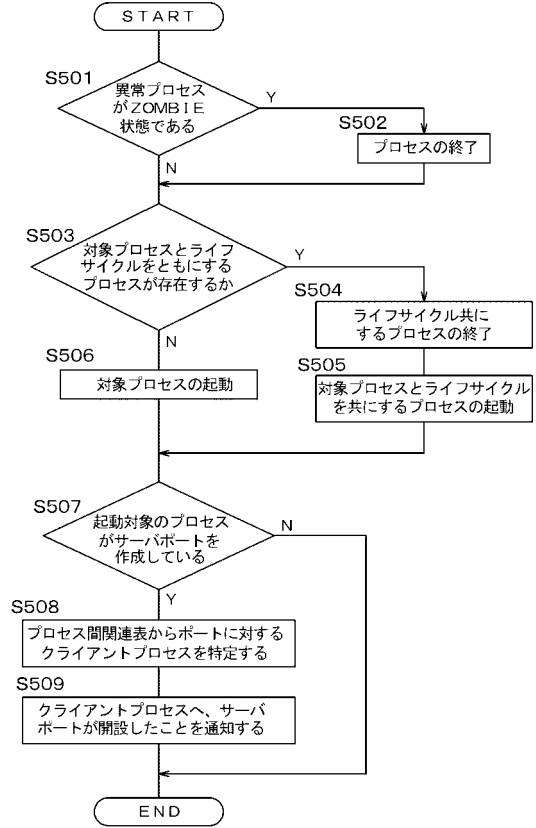 START
S501
異常プロセス
がZOMBIE
状態である
Y
S502
プロセスの終了
N
S503
対象プロセスとライフ
サイクルをともにする
プロセスが存在するか
Y
S504
ライフサイクル共に
するプロセスの終了
N
S506
対象プロセスの起動
S505
対象プロセスとライフサイクル
を共にするプロセスの起動
S507
起動対象のプロセス
がサーバポートを
作成している
N
Y
S508
プロセス間関連表からポートに対する
クライアントプロセスを特定する
S509
クライアントプロセスへ、サーバ
ポートが開設したことを通知する
END